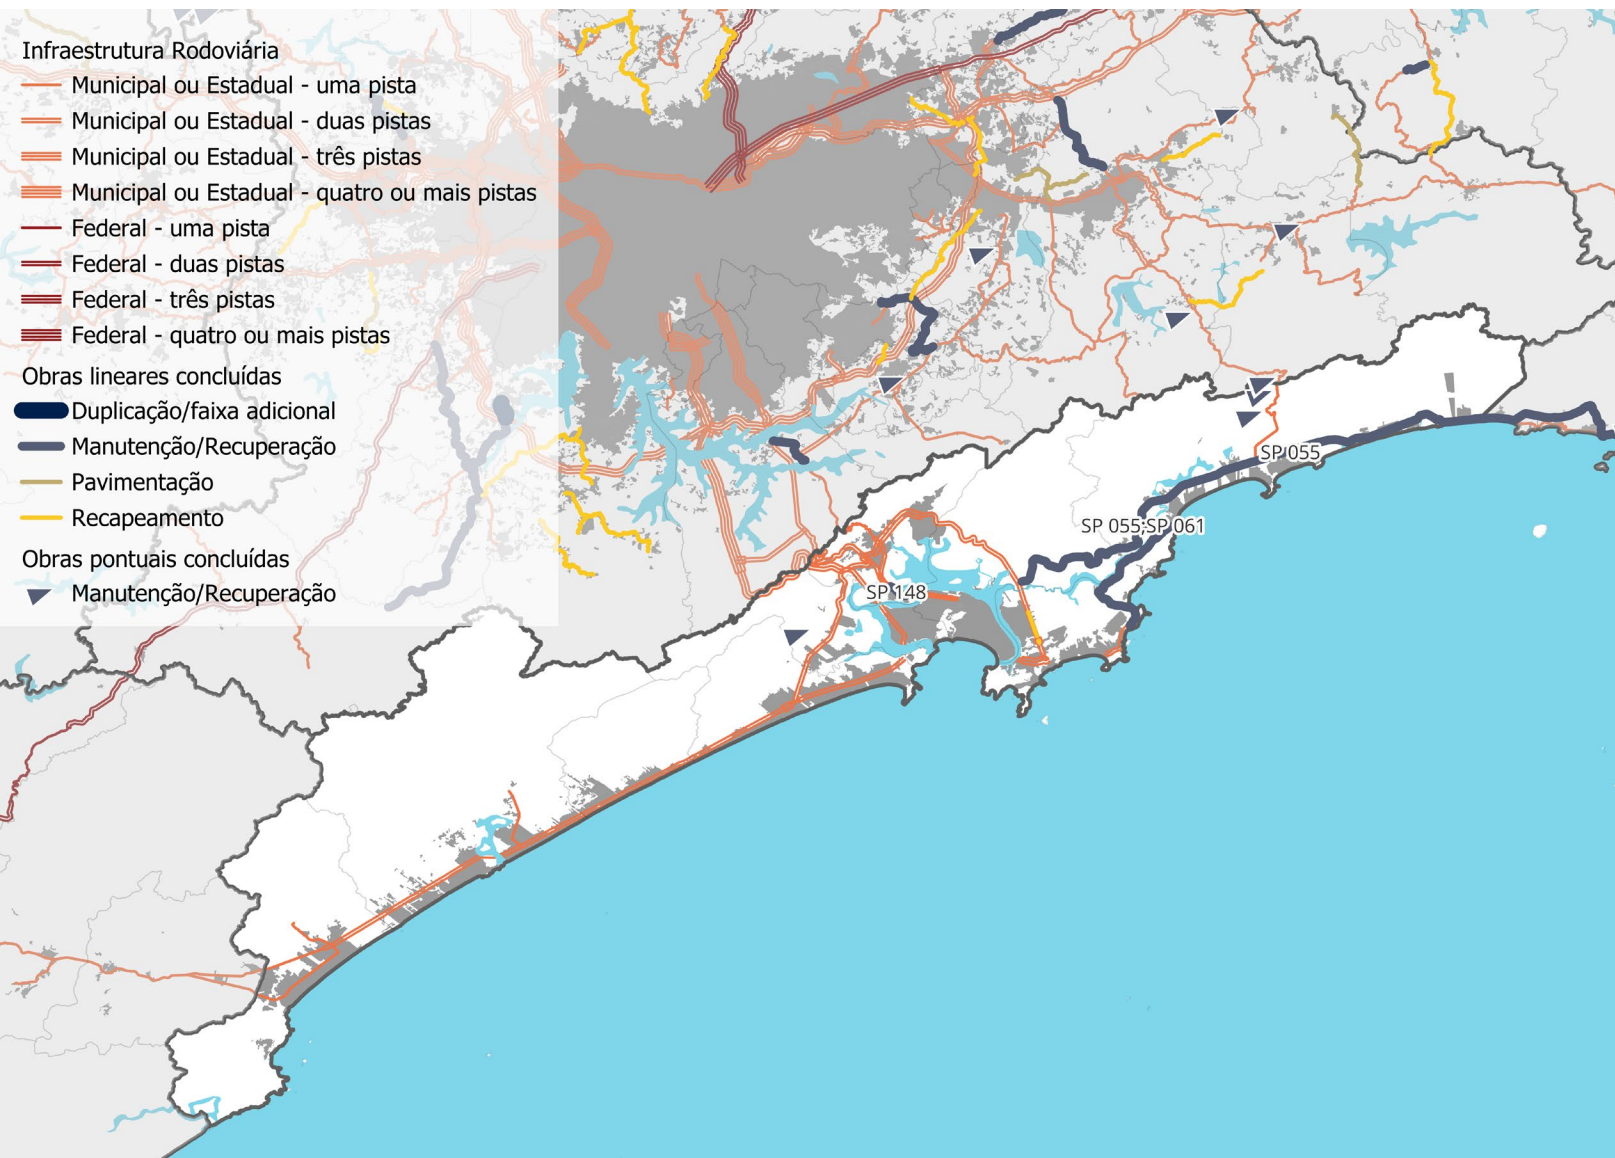 Infraestrutura Rodoviária
Municipal ou Estadual - uma pista
Municipal ou Estadual - duas pistas
Municipal ou Estadual - três pistas
Municipal ou Estadual - quatro ou mais pistas
Federal - uma pista
Federal - duas pistas
Federal - três pistas
Federal - quatro ou mais pistas
Obras lineares concluídas
Duplicação/faixa adicional
Manutenção/Recuperação
Pavimentação
Recapeamento
Obras pontuais concluídas
Manutenção/Recuperação
SP 055
SP 055;SP 061
SP 148